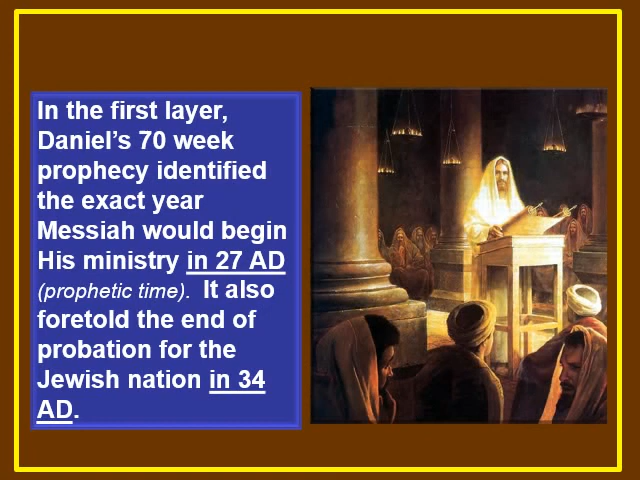 In the first layer,
Daniel’s 70 week
prophecy identified
the exact year
Messiah would begin
His ministry in 27 AD
(prophetic time).  It also
foretold the end of
probation for the
Jewish nation in 34
AD.